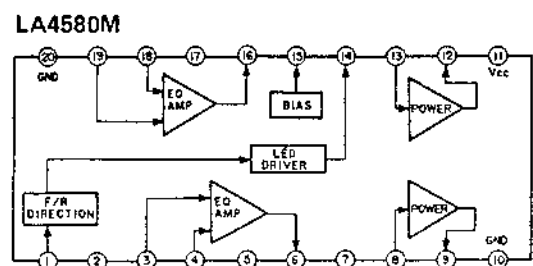 LA4580M
20 19 18 17 16 15 14 13 12 11
GND
Vcc
EQ
AMP
BIAS
POWER
LED
DRIVER
F/R
DIRECTION
EQ
AMP
POWER
GND
1 2 3 4 5 6 7 8 9 10